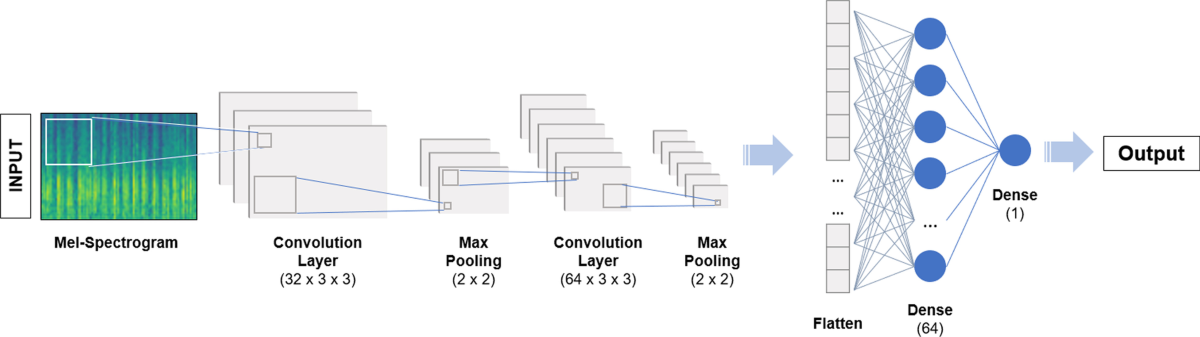 INPUT
Mel-Spectrogram
Convolution
Layer
(32 x 3 x 3)
Max
Pooling
(2 x 2)
Convolution
Layer
(64 x 3 x 3)
Max
Pooling
(2 x 2)
...
...
Flatten
...
Dense
(64)
Dense
(1)
Output